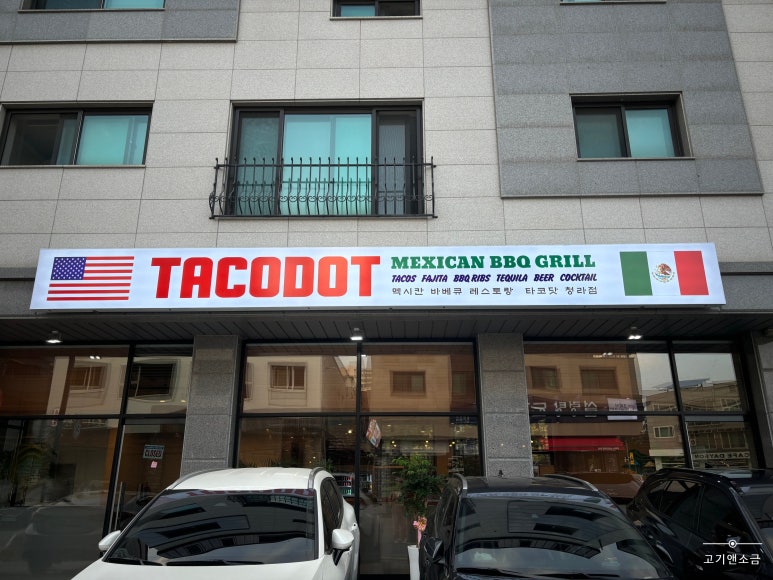 TACODOT
MEXICAN BBQ GRILL
TACOS FAJITA BBQ RIBS TEQUILA BEER COCKTAIL
멕시칸 바베큐 레스토랑 타코닷 청라점
CLOSED
고기앤소금